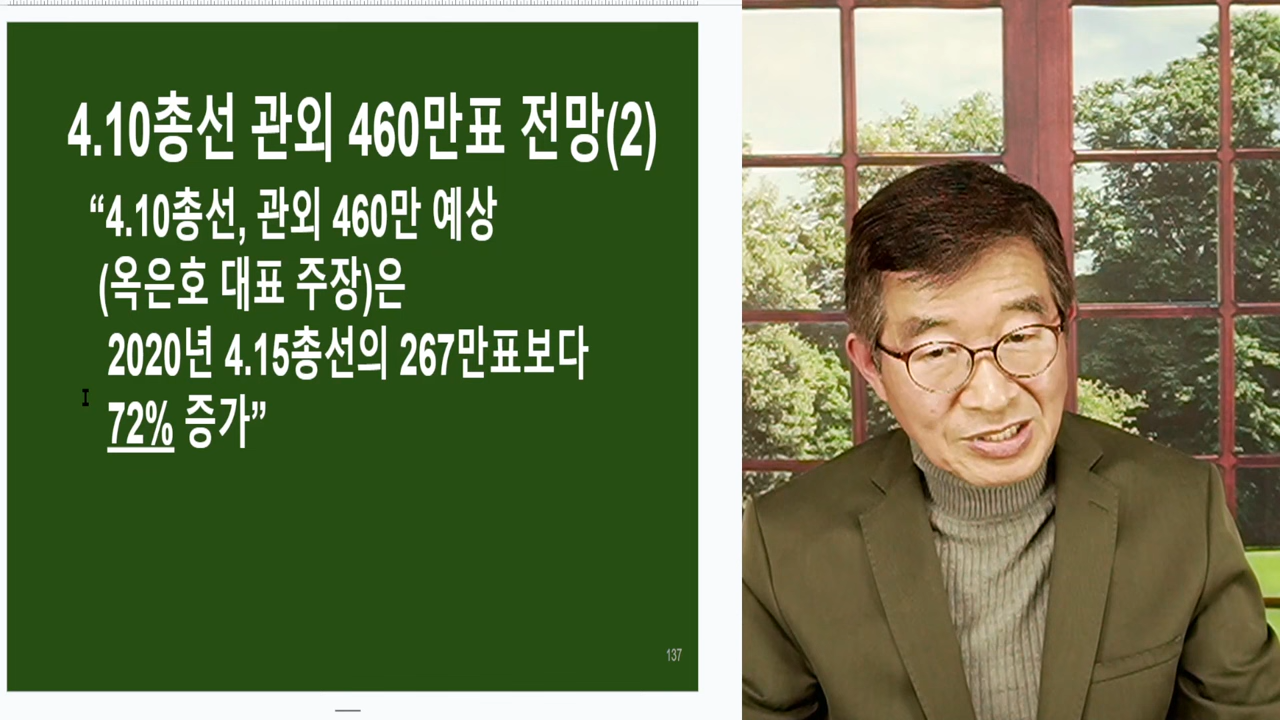 4.10총선 관외 460만표 전망(2)
“4.10총선, 관외 460만 예상
(옥은호 대표 주장)은
2020년 4.15총선의 267만표보다
72% 증가”
137